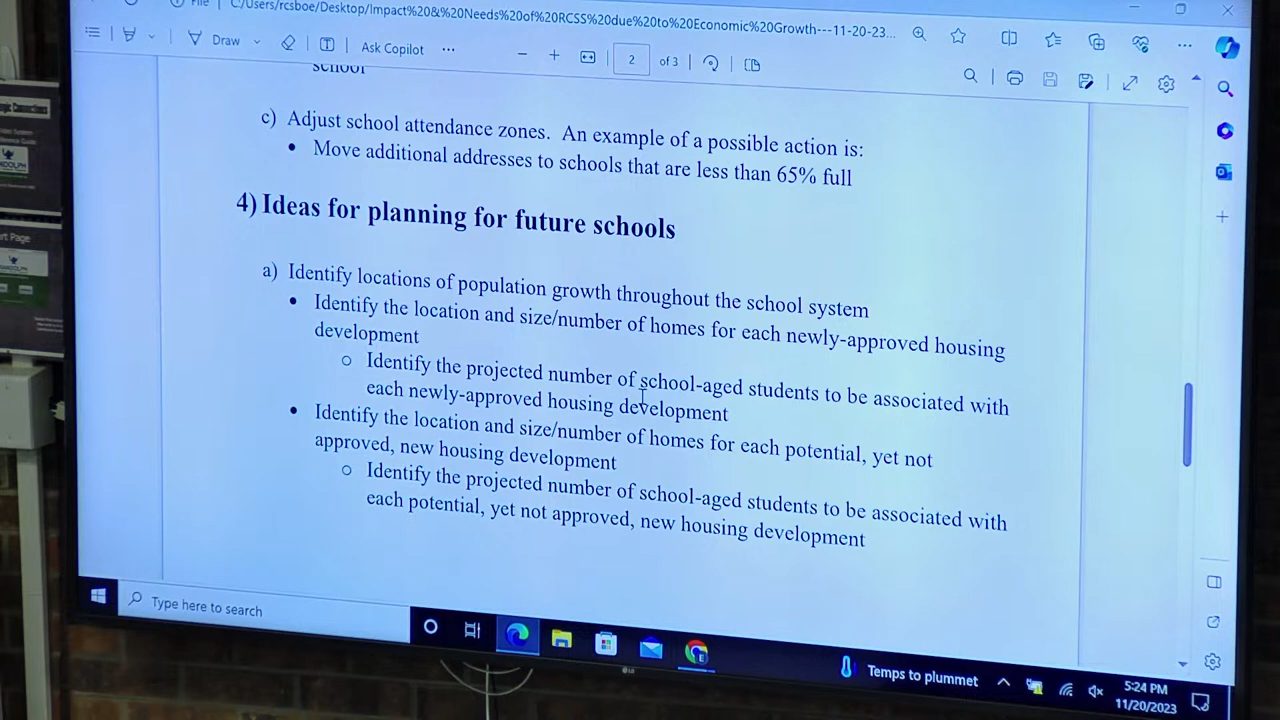 File | C:/Users/rcsboe/Desktop/Impact%20&%20Needs%20of%20RCSS%20due%20to%20Economic%20Growth---11-20-23...
Draw
Ask Copilot
2 of 3
school
c) Adjust school attendance zones. An example of a possible action is:
• Move additional addresses to schools that are less than 65% full
4) Ideas for planning for future schools
a) Identify locations of population growth throughout the school system
• Identify the location and size/number of homes for each newly-approved housing
development
o Identify the projected number of school-aged students to be associated with
each newly-approved housing development
• Identify the location and size/number of homes for each potential, yet not
approved, new housing development
o Identify the projected number of school-aged students to be associated with
each potential, yet not approved, new housing development
Type here to search
Temps to plummet
5:24 PM
11/20/2023
LG